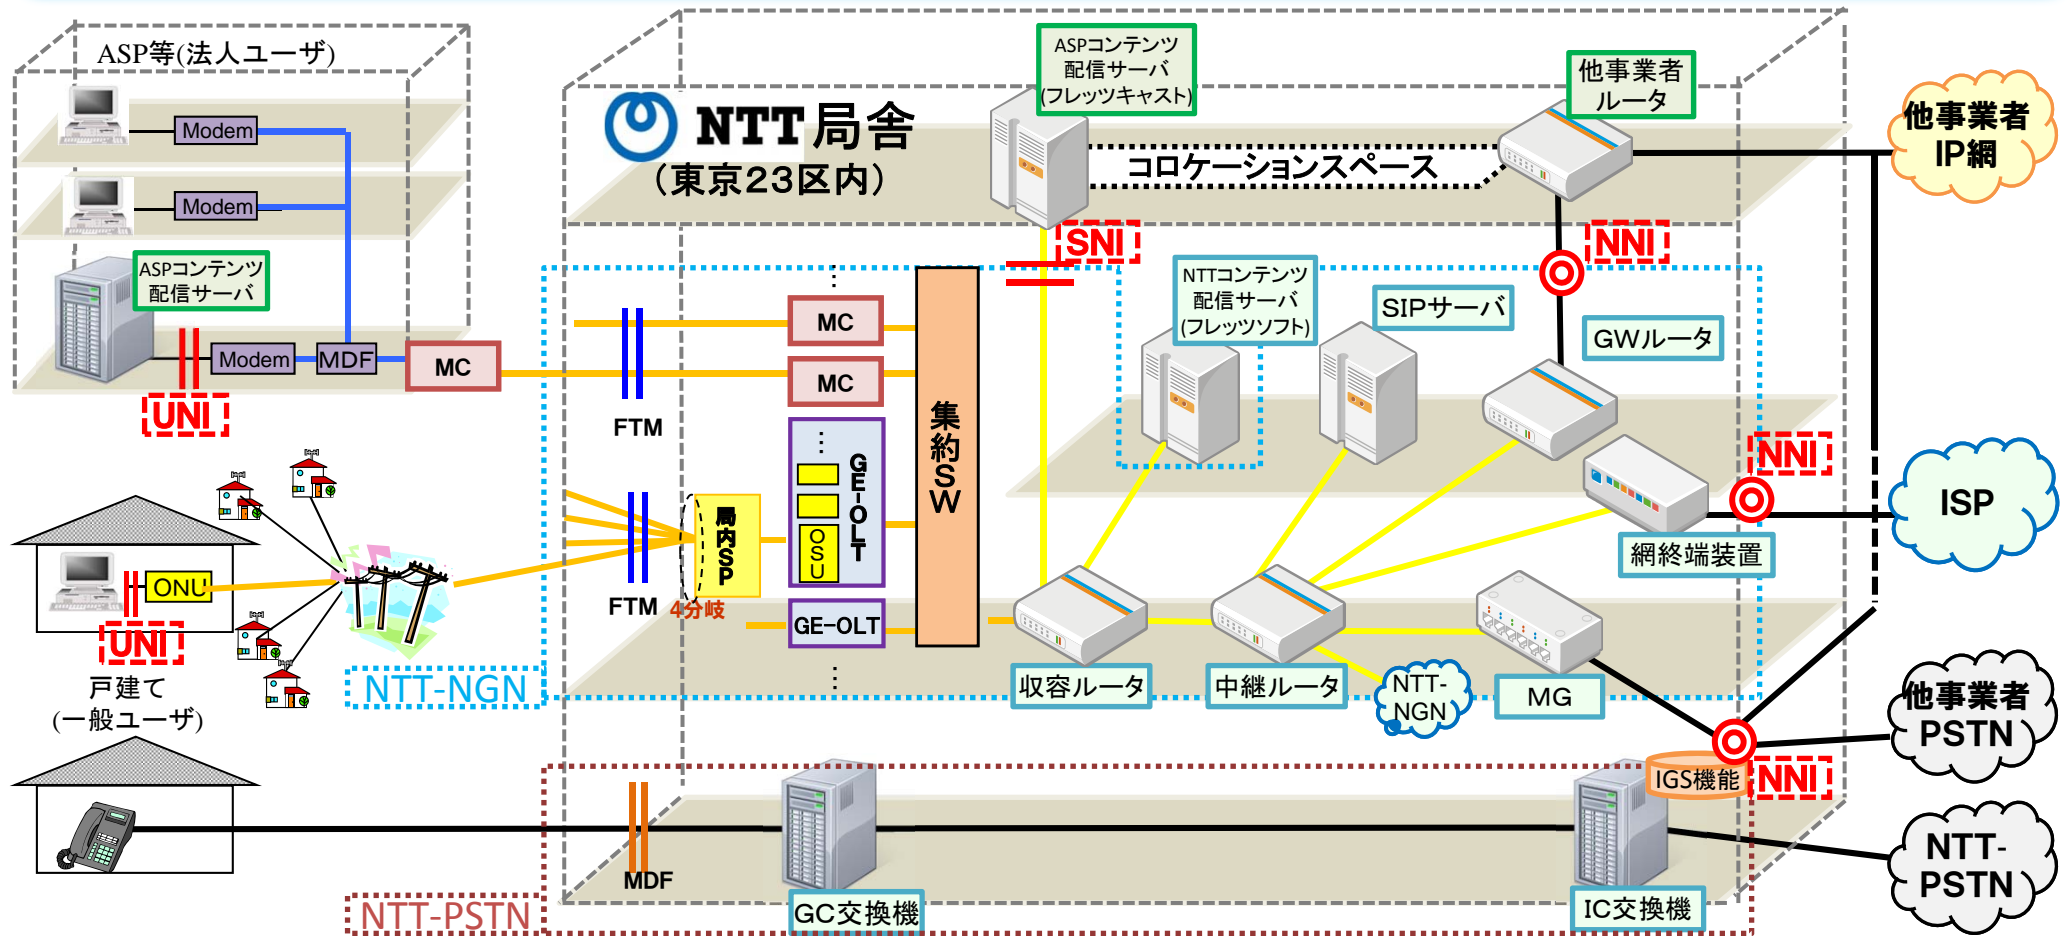 ASP等(法人ユーザ)
Modem
Modem
ASPコンテンツ
配信サーバ
Modem
MDF
MC
UNI
NTT局舎
(東京23区内)
ASPコンテンツ
配信サーバ
(フレッツキャスト)
コロケーションスペース
他事業者
ルータ
他事業者
IP網
SNI
NNI
NTTコンテンツ
配信サーバ
(フレッツソフト)
SIPサーバ
GWルータ
⋮
MC
MC
FTM
集約SW
⋮
GE-OLT
OSU
局内SP
FTM
4分岐
GE-OLT
⋮
NNI
ISP
網終端装置
ONU
UNI
戸建て
(一般ユーザ)
NTT-NGN
収容ルータ
中継ルータ
NTT-
NGN
MG
他事業者
PSTN
IGS機能
NNI
MDF
GC交換機
IC交換機
NTT-
PSTN
NTT-PSTN